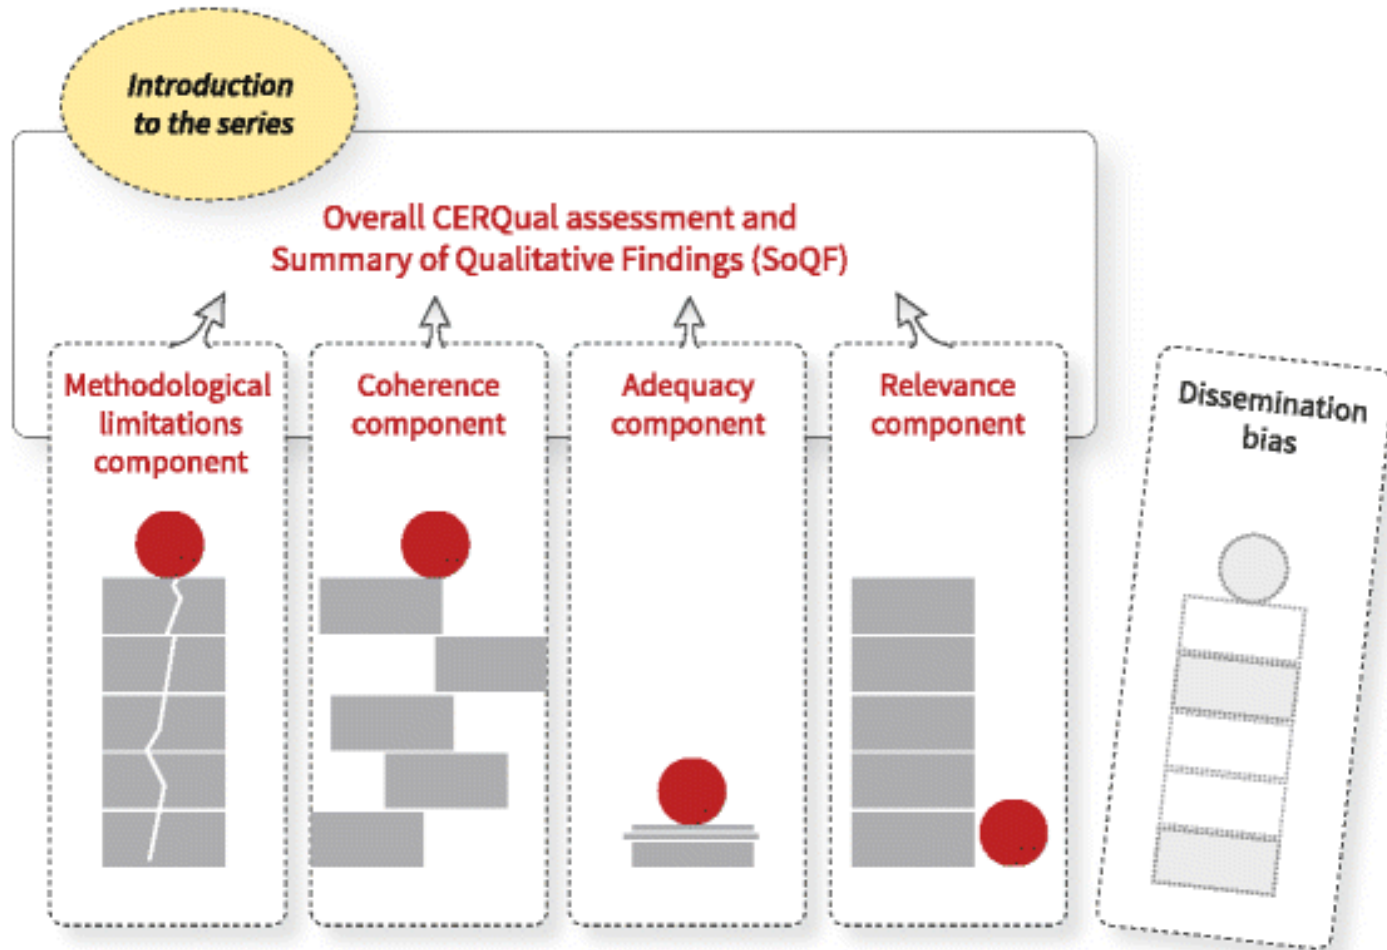 Introduction
to the series
Overall CERQual assessment and
Summary of Qualitative Findings (SoQF)
Methodological
limitations
component
Coherence
component
Adequacy
component
Relevance
component
Dissemination
bias